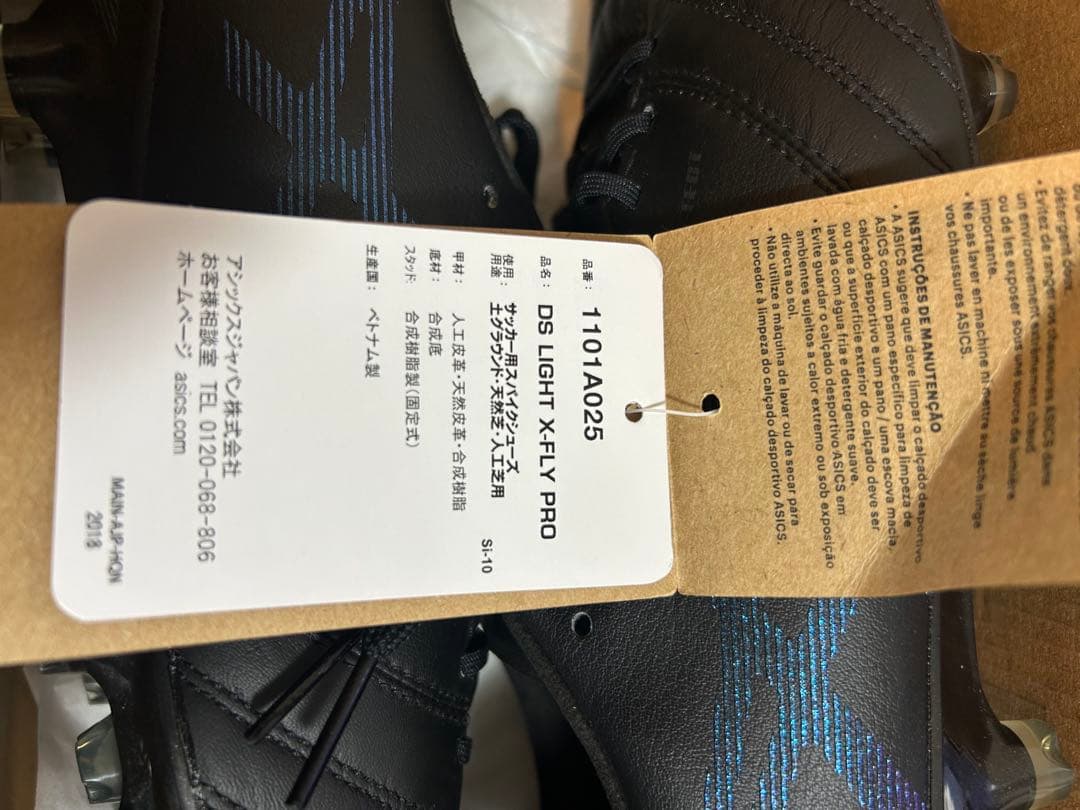 品番： 1101A025
品名： DS LIGHT X-FLY PRO
使用用途： サッカー用スパイクシューズ
土グラウンド・天然芝・人工芝用
Si-10
甲材： 人工皮革・天然皮革・合成樹脂
底材： 合成底
スタッド： 合成樹脂製(固定式)
生産国： ベトナム製
アシックスジャパン株式会社
お客様相談室 TEL 0120-068-806
ホームページ asics.com
MAIN-AJP-HQN
2018
détergent doux.
• Évitez de ranger vos chaussures ASICS dans
un environnement extrêmement chaud
ou de les exposer sous une source de lumière
importante.
• Ne pas laver en machine ni mettre au sèche linge
vos chaussures ASICS.
INSTRUÇÕES DE MANUTENÇÃO
• A ASICS sugere que deve limpar o calçado desportivo
ASICS com um pano específico para limpeza de
calçado desportivo e um pano / uma escova macia,
ou que a superfície exterior do calçado deve ser
lavada com água fria e detergente suave.
• Evite guardar o calçado desportivo ASICS em
ambientes sujeitos a calor extremo ou sob exposição
directa ao sol.
• Não utilize a máquina de lavar ou de secar para
proceder à limpeza do calçado desportivo ASICS.